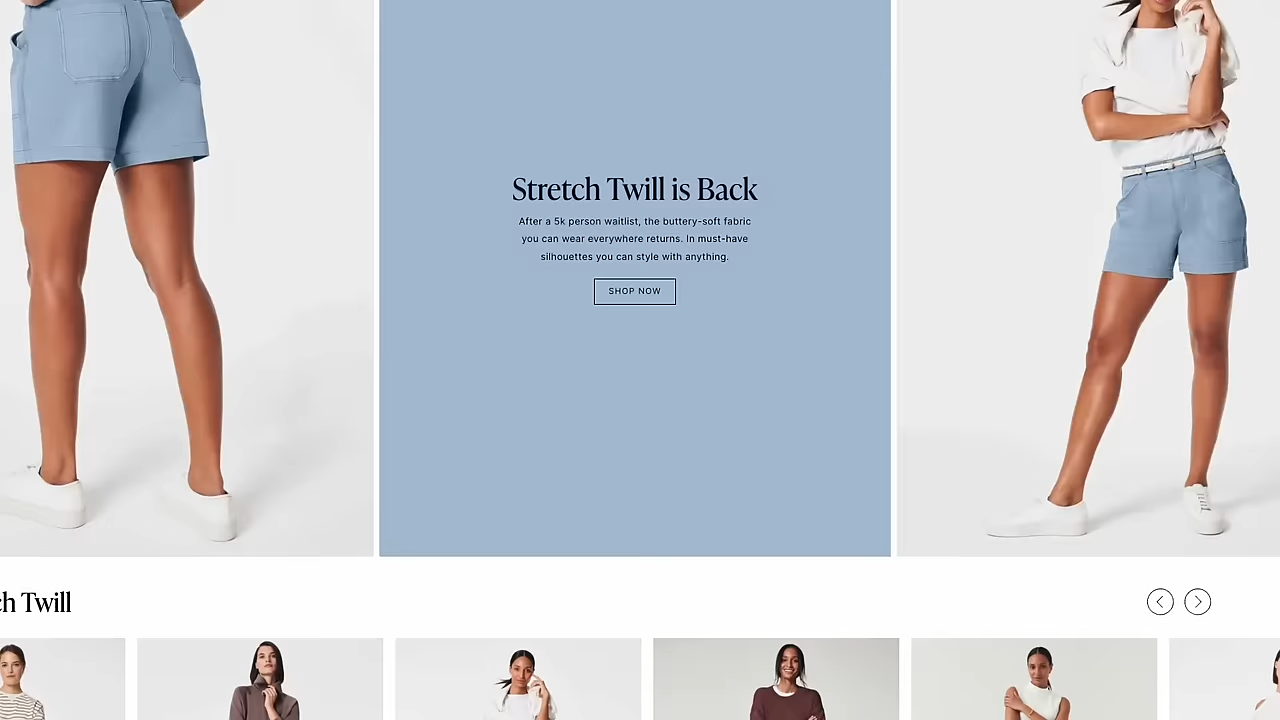 Stretch Twill is Back
After a 5k person waitlist, the buttery-soft fabric
you can wear everywhere returns. In must-have
silhouettes you can style with anything.
SHOP NOW
ch Twill